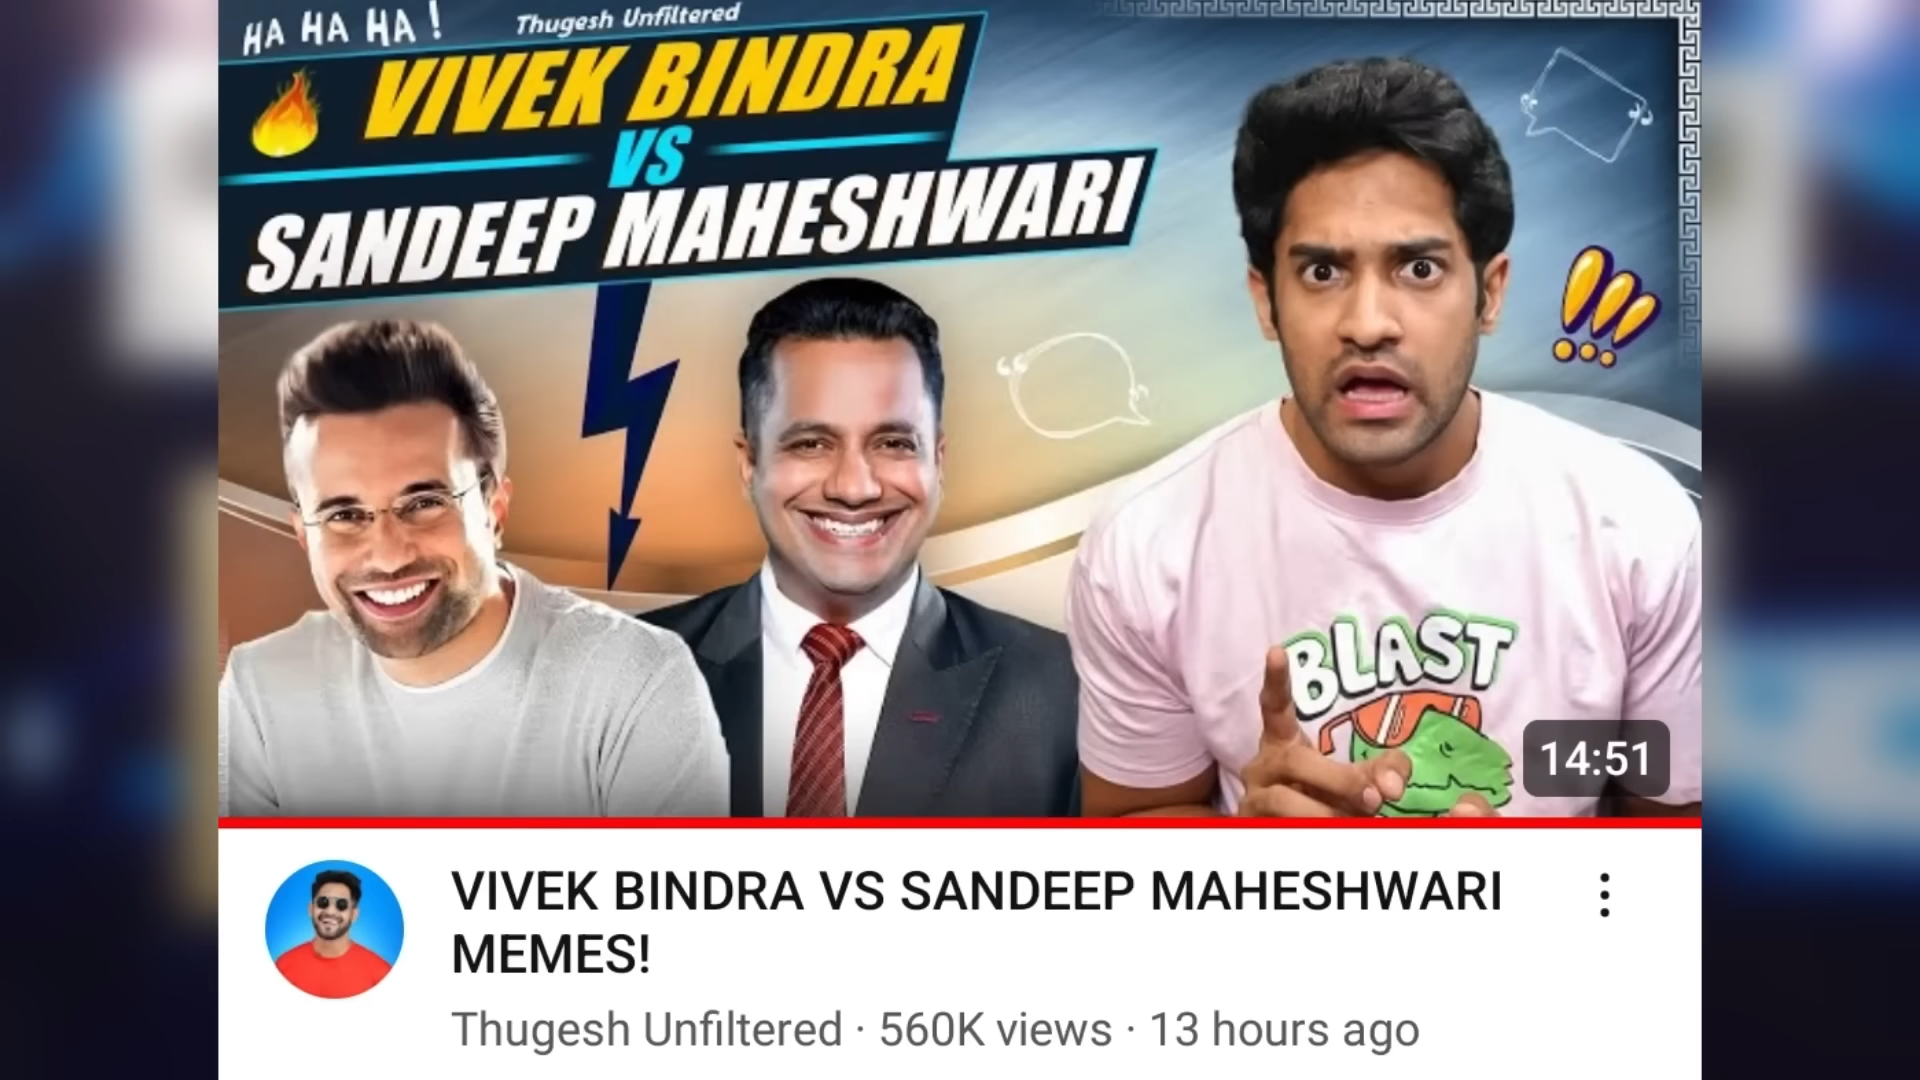 HA HA HA !
Thugesh Unfiltered
VIVEK BINDRA
VS
SANDEEP MAHESHWARI
!!!
BLAST
14:51
VIVEK BINDRA VS SANDEEP MAHESHWARI
MEMES!
Thugesh Unfiltered · 560K views · 13 hours ago